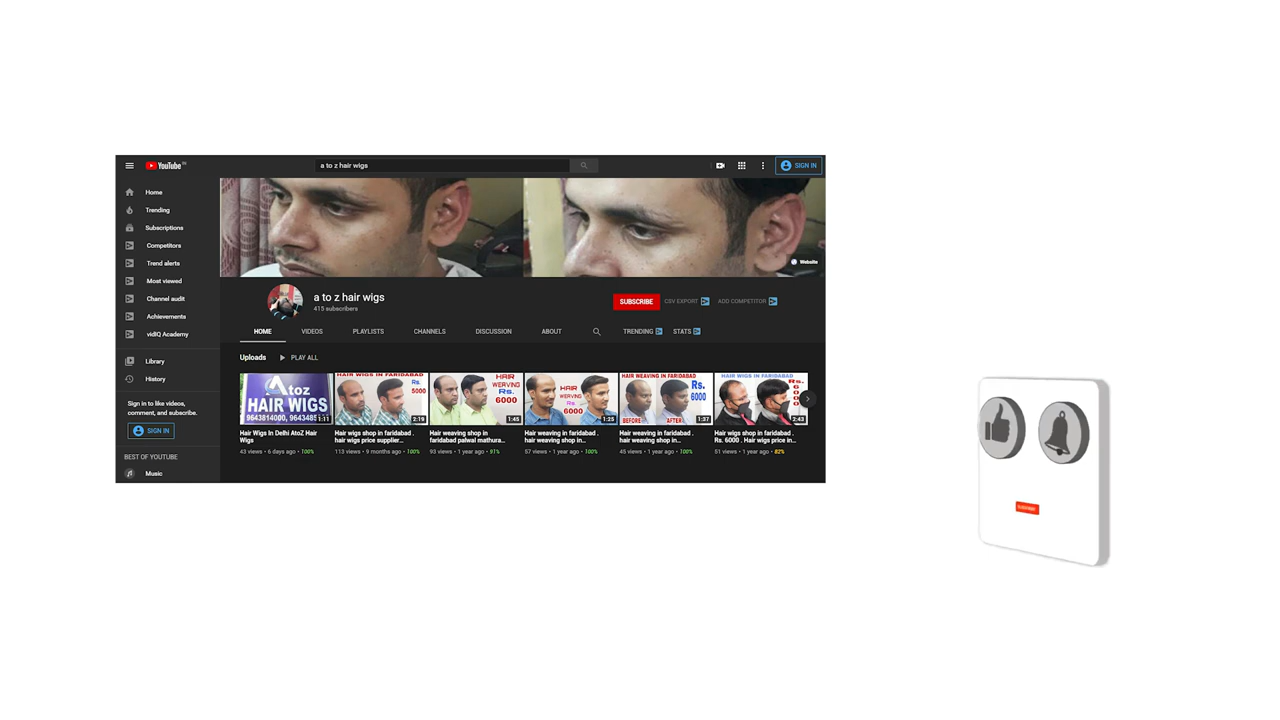 YouTube IN
a to z hair wigs
SIGN IN
Home
Trending
Subscriptions
Competitors
Trend alerts
Most viewed
Channel audit
Achievements
vidIQ Academy
Library
History
Sign in to like videos,
comment, and subscribe.
SIGN IN
BEST OF YOUTUBE
Music
Website
a to z hair wigs
415 subscribers
SUBSCRIBE
CSV EXPORT
ADD COMPETITOR
HOME VIDEOS PLAYLISTS CHANNELS DISCUSSION ABOUT TRENDING STATS
Uploads PLAY ALL
Atoz
HAIR WIGS
9643814000, 9643485
1:11
Hair Wigs In Delhi AtoZ Hair
Wigs
43 views • 6 days ago • 100%
HAIR WIGS IN FARIDABAD
Rs.
5000
2:19
Hair wigs shop in faridabad .
hair wigs price supplier...
113 views • 9 months ago • 100%
HAIR
WERVING
Rs.
6000
1:45
Hair weaving shop in
faridabad palwal mathura...
93 views • 1 year ago • 91%
HAIR
WEAVING
Rs.
6000
1:25
Hair weaving in faridabad .
hair weaving shop in...
57 views • 1 year ago • 100%
HAIR WEAVING IN FARIDABAD
Rs.
6000
BEFORE AFTER
1:37
Hair weaving in faridabad .
hair weaving shop in...
45 views • 1 year ago • 100%
HAIR WIGS IN FARIDABAD
Rs.
6000
2:43
Hair wigs shop in faridabad .
Rs. 6000 . Hair wigs price in...
51 views • 1 year ago • 82%